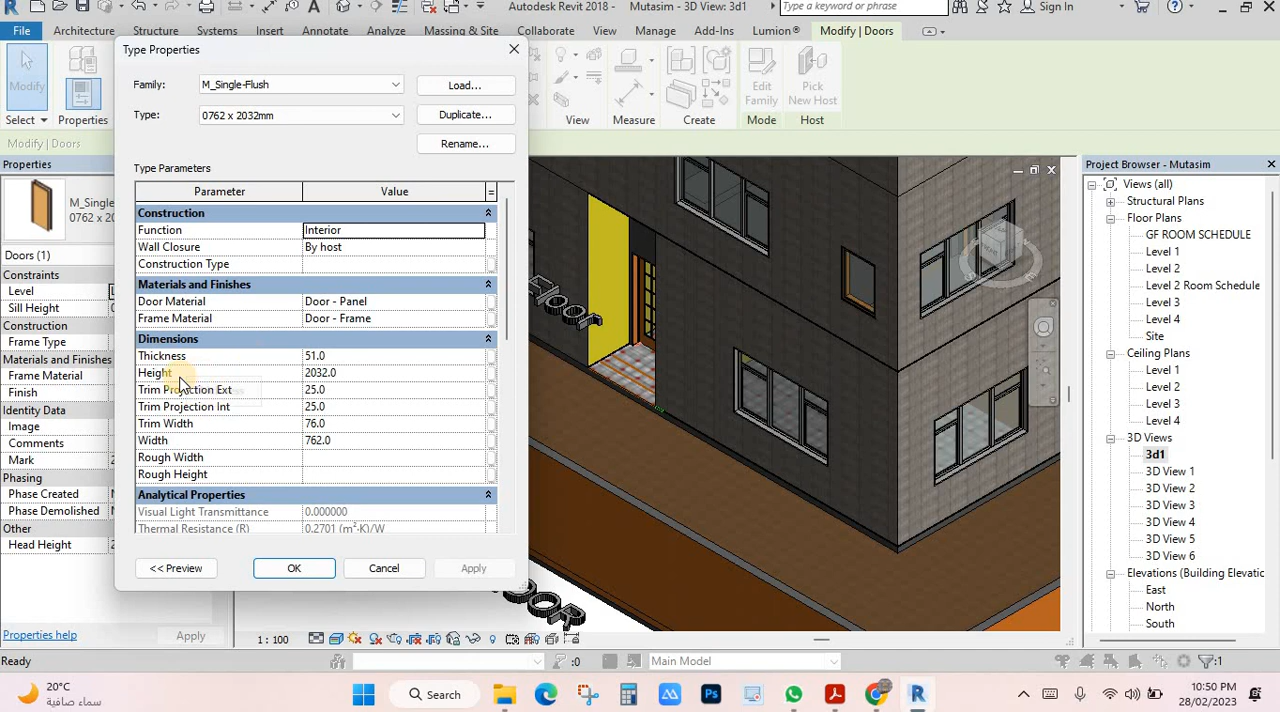 Autodesk Revit 2018 - Mutasim - 3D View: 3d1
Type a keyword or phrase
Sign In
File
Architecture
Structure
Systems
Insert
Annotate
Analyze
Massing & Site
Collaborate
View
Manage
Add-Ins
Lumion®
Modify | Doors
Modify
Select
Properties
View
Measure
Create
Edit
Family
Mode
Pick
New Host
Host
Modify | Doors
Properties
M_Single
0762 x 20
Doors (1)
Constraints
Level
Sill Height
Construction
Frame Type
Materials and Finishes
Frame Material
Finish
Identity Data
Image
Comments
Mark
Phasing
Phase Created
Phase Demolished
Other
Head Height
Properties help
Apply
Type Properties
Family:
M_Single-Flush
Load...
Type:
0762 x 2032mm
Duplicate...
Rename...
Type Parameters
Parameter
Value
=
Construction
Function
Interior
Wall Closure
By host
Construction Type
Materials and Finishes
Door Material
Door - Panel
Frame Material
Door - Frame
Dimensions
Thickness
51.0
Height
2032.0
Trim Projection Ext
25.0
Trim Projection Int
25.0
Trim Width
76.0
Width
762.0
Rough Width
Rough Height
Analytical Properties
Visual Light Transmittance
0.000000
Thermal Resistance (R)
0.2701 (m²·K)/W
<< Preview
OK
Cancel
Apply
Floor
Project Browser - Mutasim
Views (all)
Structural Plans
Floor Plans
GF ROOM SCHEDULE
Level 1
Level 2
Level 2 Room Schedule
Level 3
Level 4
Site
Ceiling Plans
Level 1
Level 2
Level 3
Level 4
3D Views
3d1
3D View 1
3D View 2
3D View 3
3D View 4
3D View 5
3D View 6
Elevations (Building Elevatio
East
North
South
1 : 100
Ready
:0
Main Model
:1
20°C
سماء صافية
Search
10:50 PM
28/02/2023